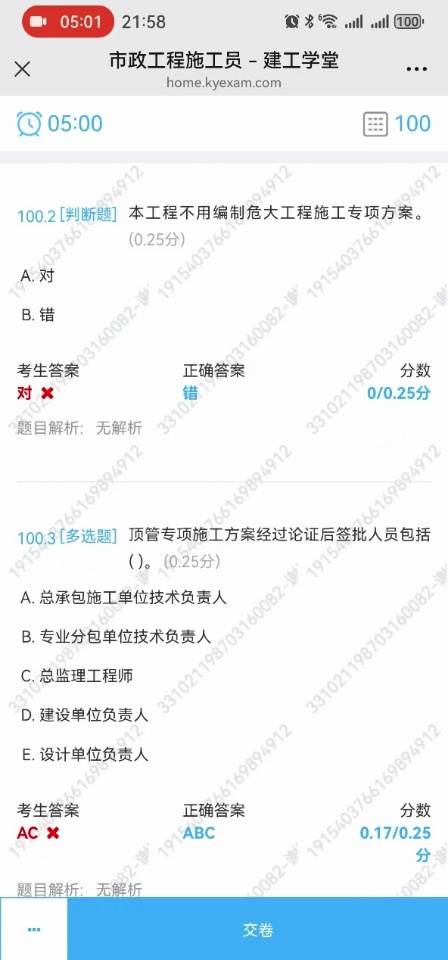 05:01 21:58 100
市政工程施工员 - 建工学堂
home.kyexam.com
05:00 100
100.2 [判断题] 本工程不用编制危大工程施工专项方案。
(0.25分)
A. 对
B. 错
考生答案 正确答案 分数
对 错 0/0.25分
题目解析: 无解析
100.3 [多选题] 顶管专项施工方案经过论证后签批人员包括
( )。 (0.25分)
A. 总承包施工单位技术负责人
B. 专业分包单位技术负责人
C. 总监理工程师
D. 建设单位负责人
E. 设计单位负责人
考生答案 正确答案 分数
AC ABC 0.17/0.25
分
题目解析: 无解析
交卷